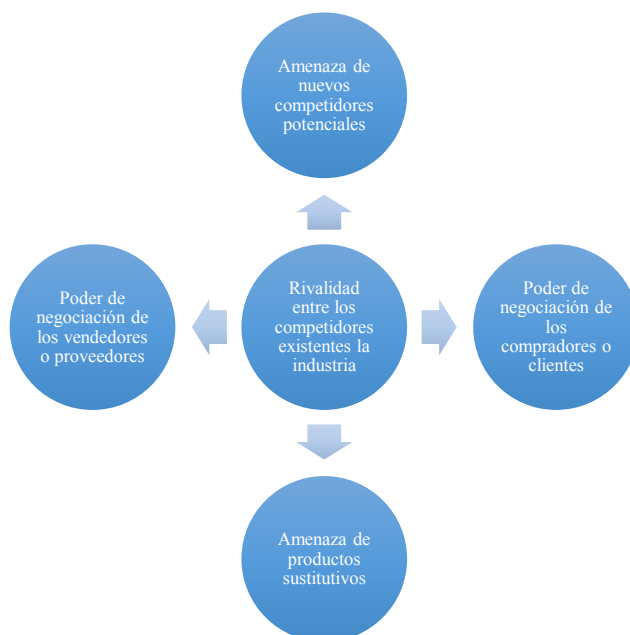 Amenaza de
nuevos
competidores
potenciales
Poder de
negociación de
los vendedores
o proveedores
Rivalidad
entre los
competidores
existentes la
industria
Poder de
negociación de
los
compradores o
clientes
Amenaza de
productos
sustitutivos